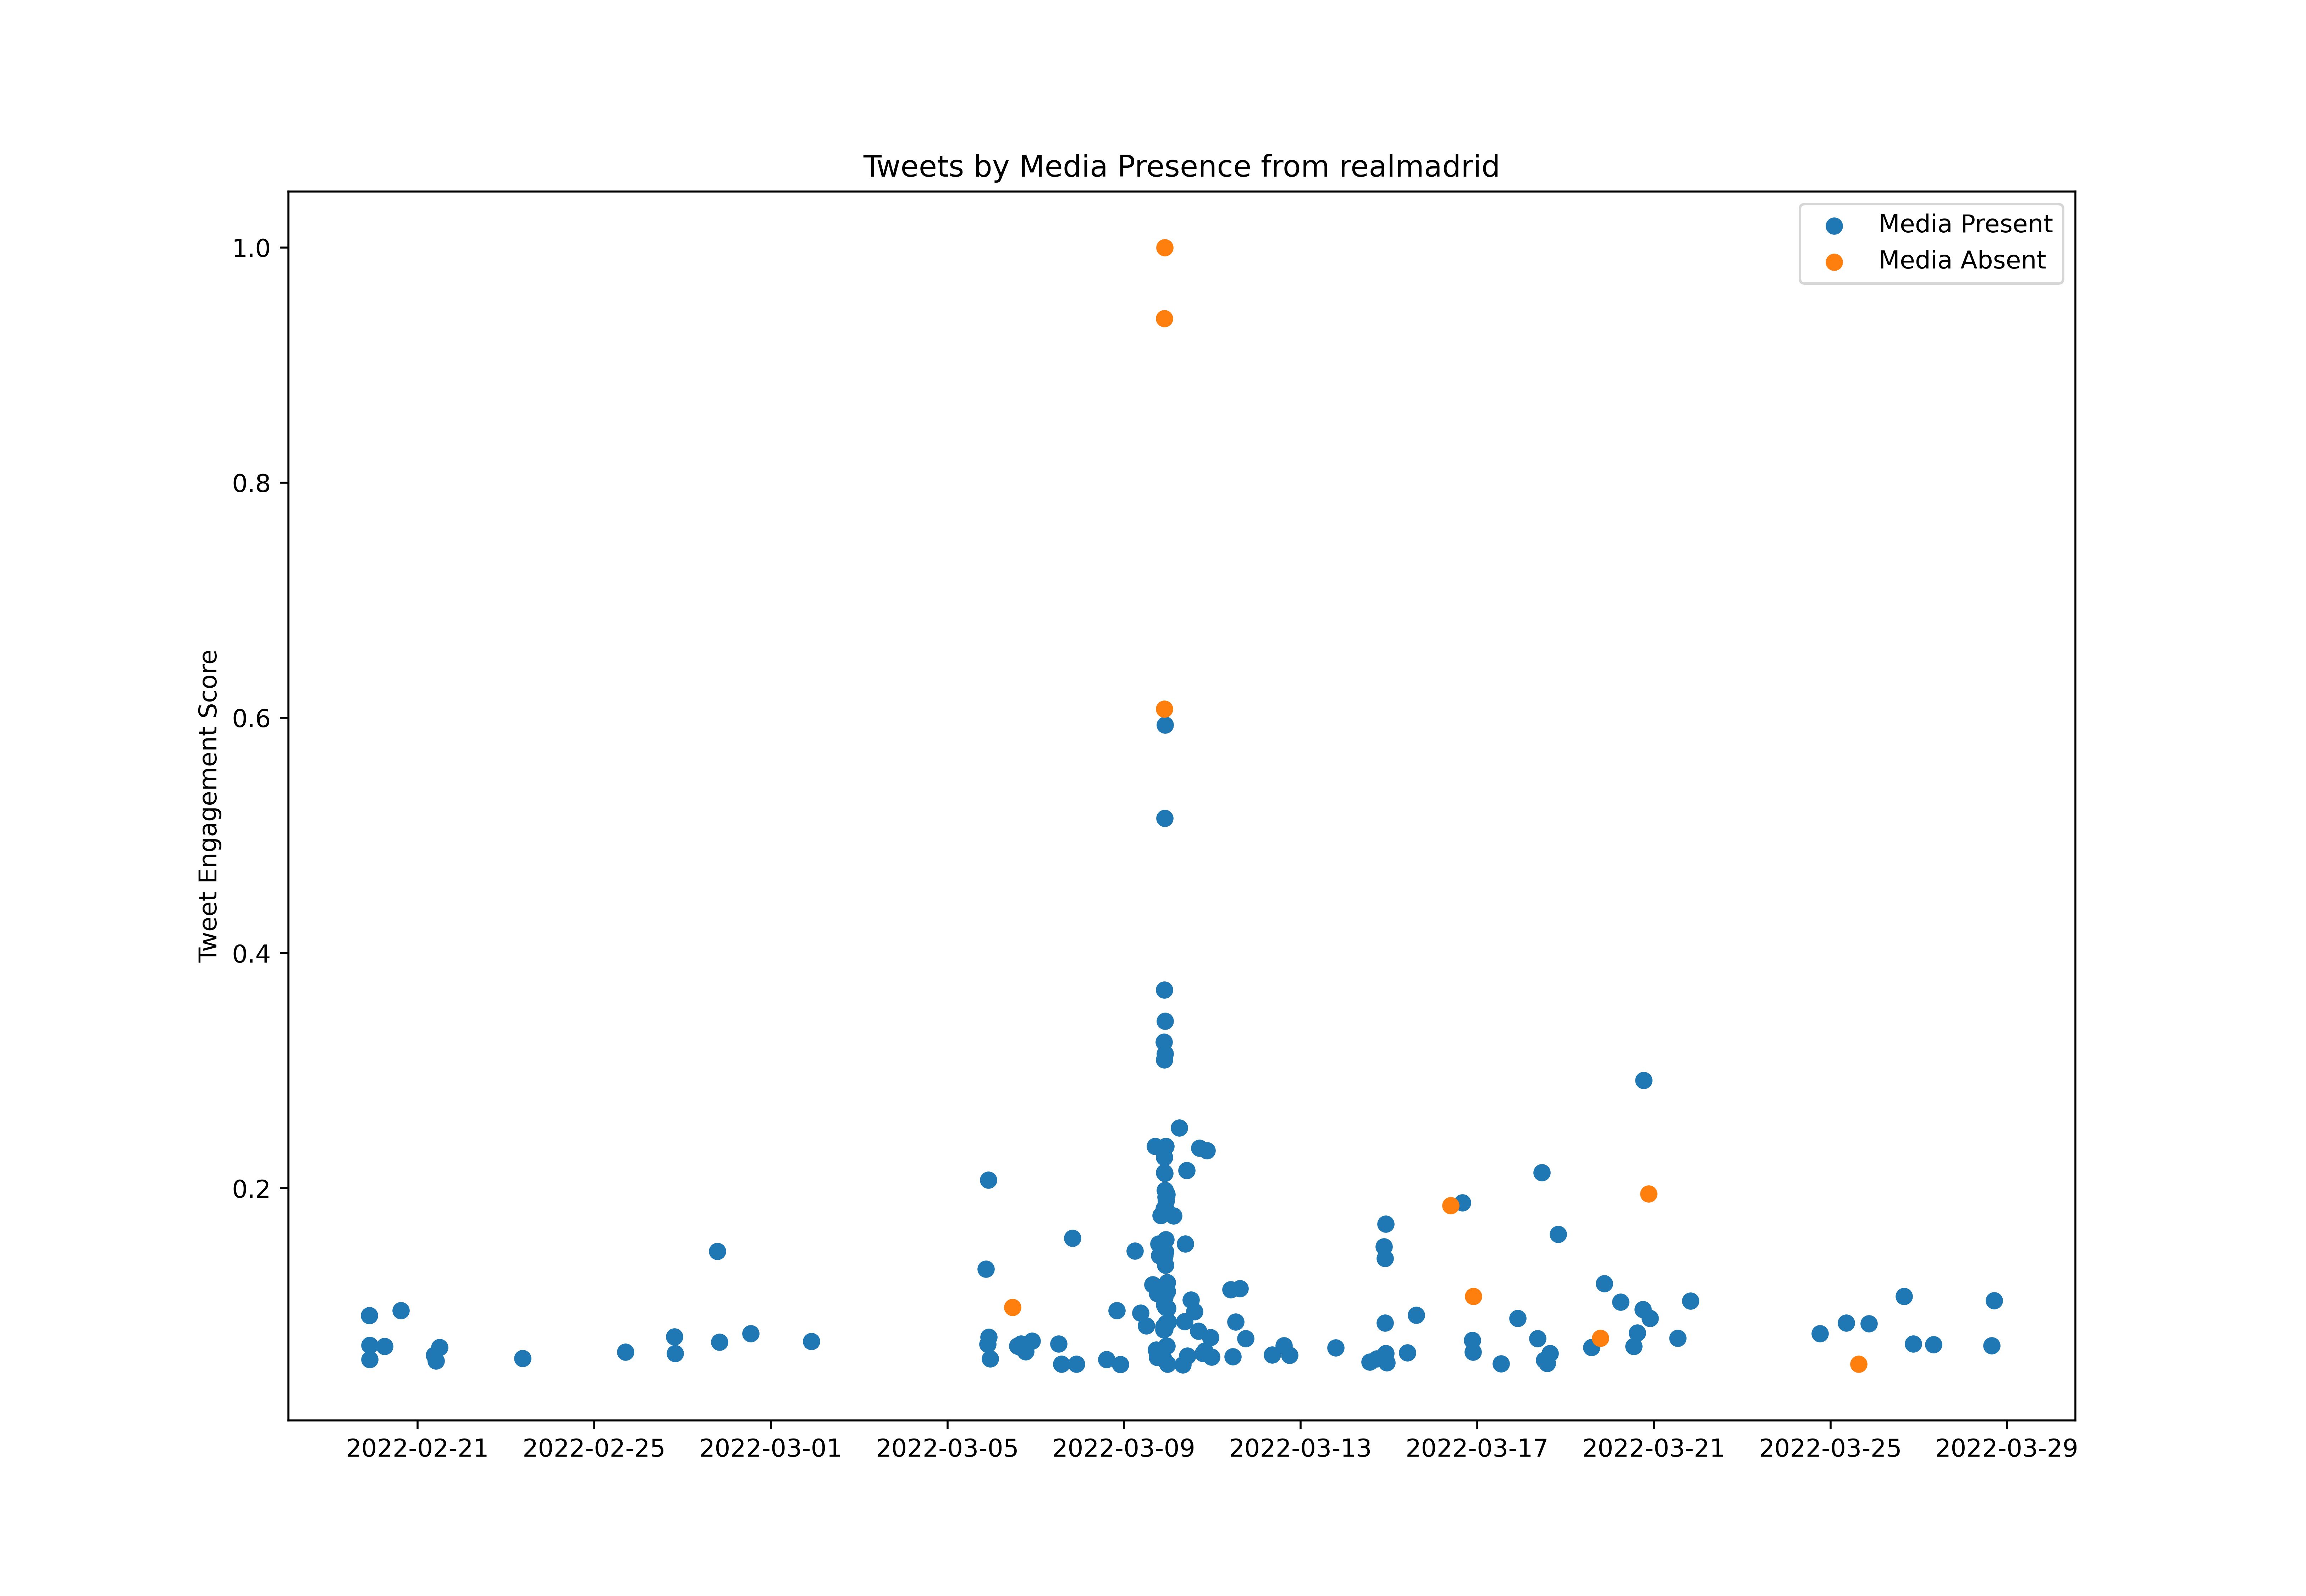 Tweets by Media Presence from realmadrid
Media Present
Media Absent
Tweet Engagement Score
1.0
0.8
0.6
0.4
0.2
2022-02-21 2022-02-25 2022-03-01 2022-03-05 2022-03-09 2022-03-13 2022-03-17 2022-03-21 2022-03-25 2022-03-29